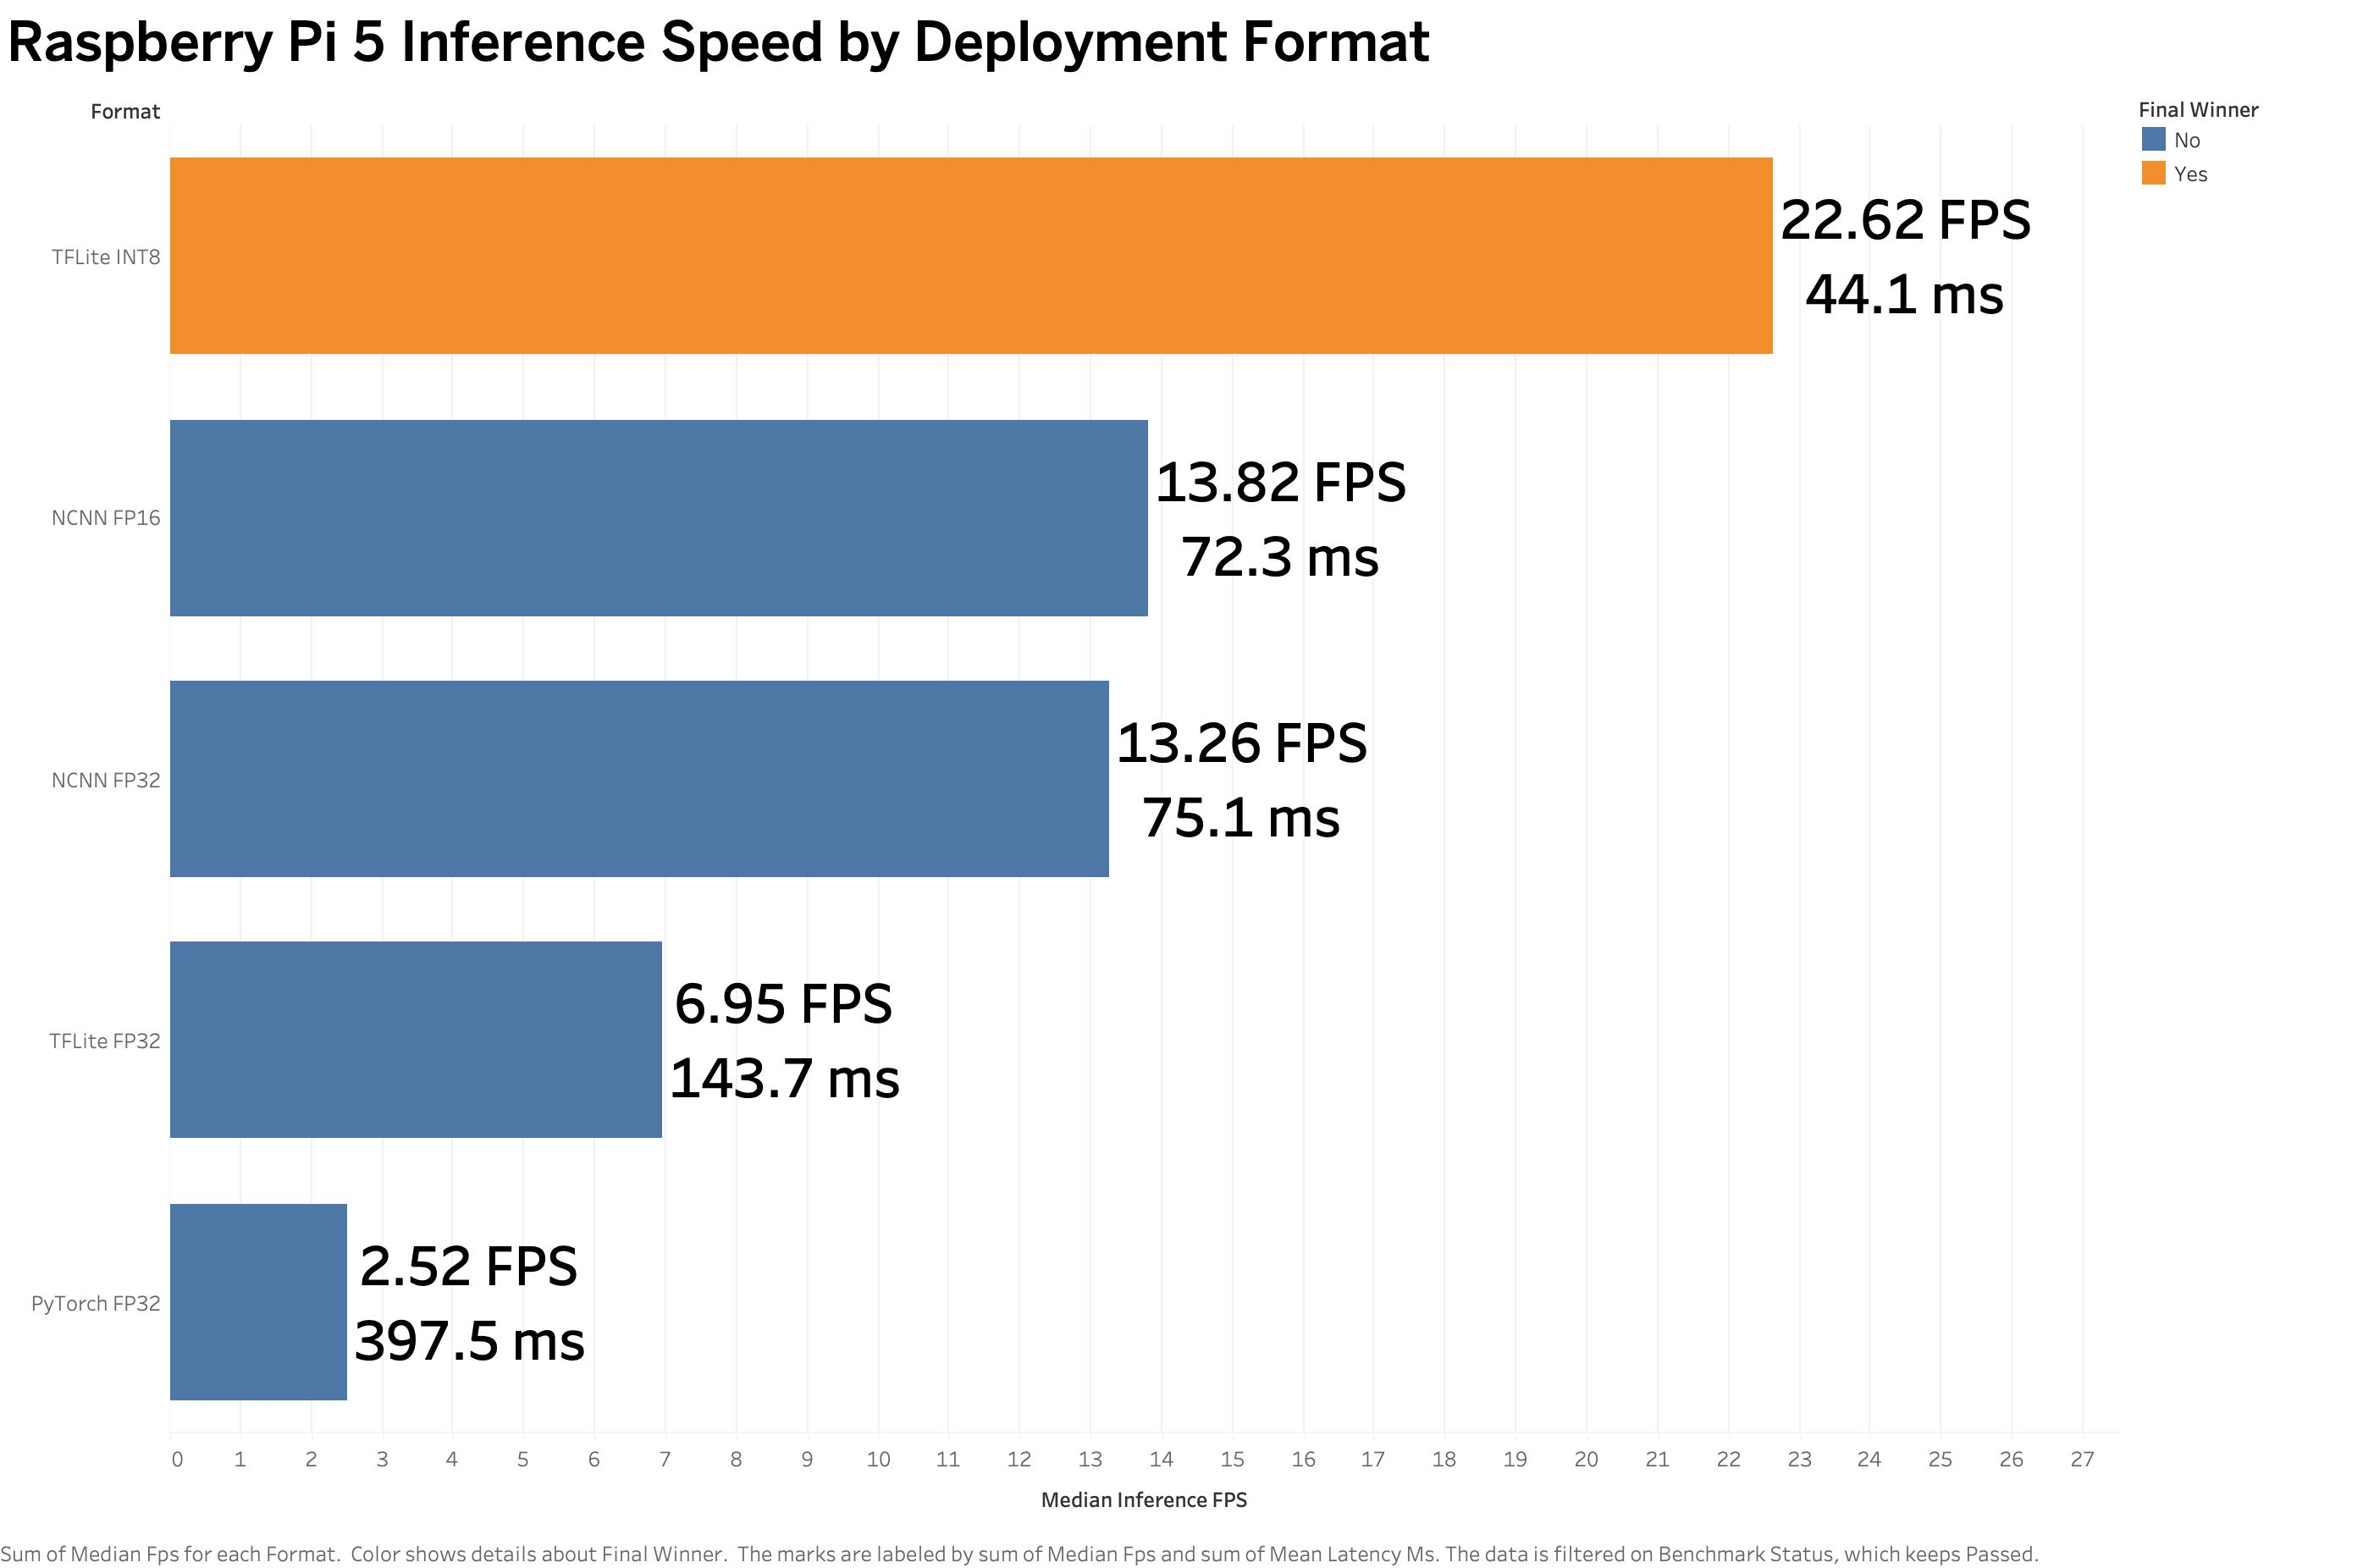 Raspberry Pi 5 Inference Speed by Deployment Format
Format
Final Winner
No
Yes
TFLite INT8
22.62 FPS
44.1 ms
NCNN FP16
13.82 FPS
72.3 ms
NCNN FP32
13.26 FPS
75.1 ms
TFLite FP32
6.95 FPS
143.7 ms
PyTorch FP32
2.52 FPS
397.5 ms
0 1 2 3 4 5 6 7 8 9 10 11 12 13 14 15 16 17 18 19 20 21 22 23 24 25 26 27
Median Inference FPS
Sum of Median Fps for each Format.  Color shows details about Final Winner.  The marks are labeled by sum of Median Fps and sum of Mean Latency Ms. The data is filtered on Benchmark Status, which keeps Passed.